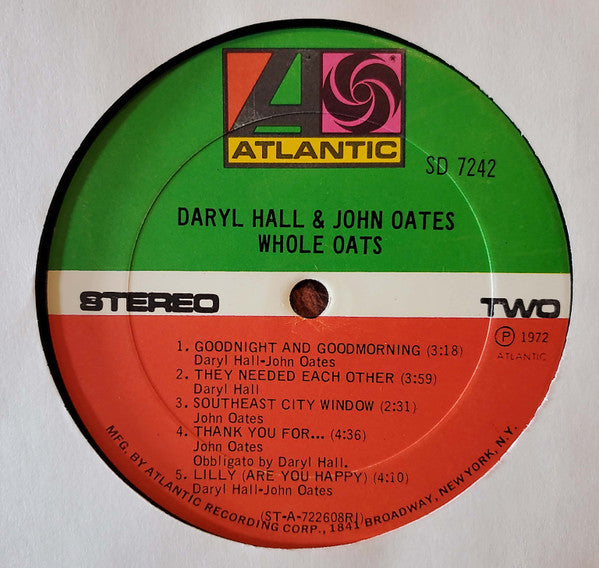 ATLANTIC
SD 7242
DARYL HALL & JOHN OATES
WHOLE OATS
STEREO
TWO
Ⓟ 1972
ATLANTIC
1. GOODNIGHT AND GOODMORNING (3:18)
Daryl Hall-John Oates
2. THEY NEEDED EACH OTHER (3:59)
Daryl Hall
3. SOUTHEAST CITY WINDOW (2:31)
John Oates
4. THANK YOU FOR... (4:36)
John Oates
Obbligato by Daryl Hall.
5. LILLY (ARE YOU HAPPY) (4:10)
Daryl Hall-John Oates
(ST-A-722608RI)
MFG. BY ATLANTIC RECORDING CORP., 1841 BROADWAY, NEW YORK, N.Y.